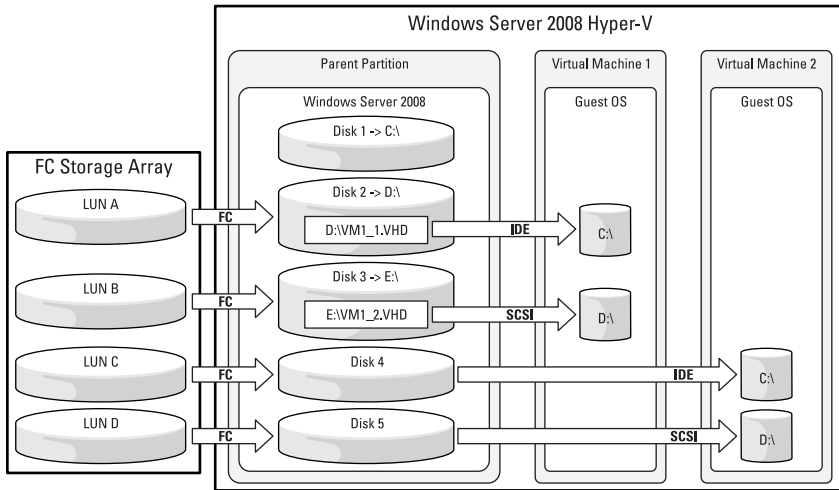 Windows Server 2008 Hyper-V
Parent Partition
Virtual Machine 1
Virtual Machine 2
Windows Server 2008
Guest OS
Guest OS
Disk 1 -> C:\
FC Storage Array
LUN A
FC
Disk 2 -> D:\
D:\VM1_1.VHD
IDE
C:\
LUN B
FC
Disk 3 -> E:\
E:\VM1_2.VHD
SCSI
D:\
LUN C
FC
Disk 4
IDE
C:\
LUN D
FC
Disk 5
SCSI
D:\